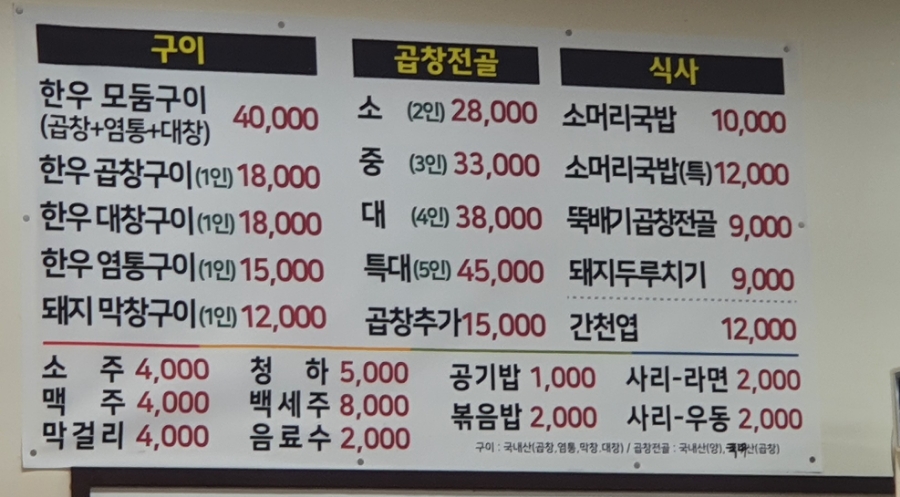 구이
한우 모둠구이
(곱창+염통+대창) 40,000
한우 곱창구이(1인) 18,000
한우 대창구이(1인) 18,000
한우 염통구이(1인) 15,000
돼지 막창구이(1인) 12,000
곱창전골
소 (2인) 28,000
중 (3인) 33,000
대 (4인) 38,000
특대(5인) 45,000
곱창추가 15,000
식사
소머리국밥 10,000
소머리국밥(특) 12,000
뚝배기곱창전골 9,000
돼지두루치기 9,000
간천엽 12,000
소주 4,000
맥주 4,000
막걸리 4,000
청하 5,000
백세주 8,000
음료수 2,000
공기밥 1,000
볶음밥 2,000
사리-라면 2,000
사리-우동 2,000
구이 : 국내산(곱창,염통,막창,대창) / 곱창전골 : 국내산(양), (곱창)